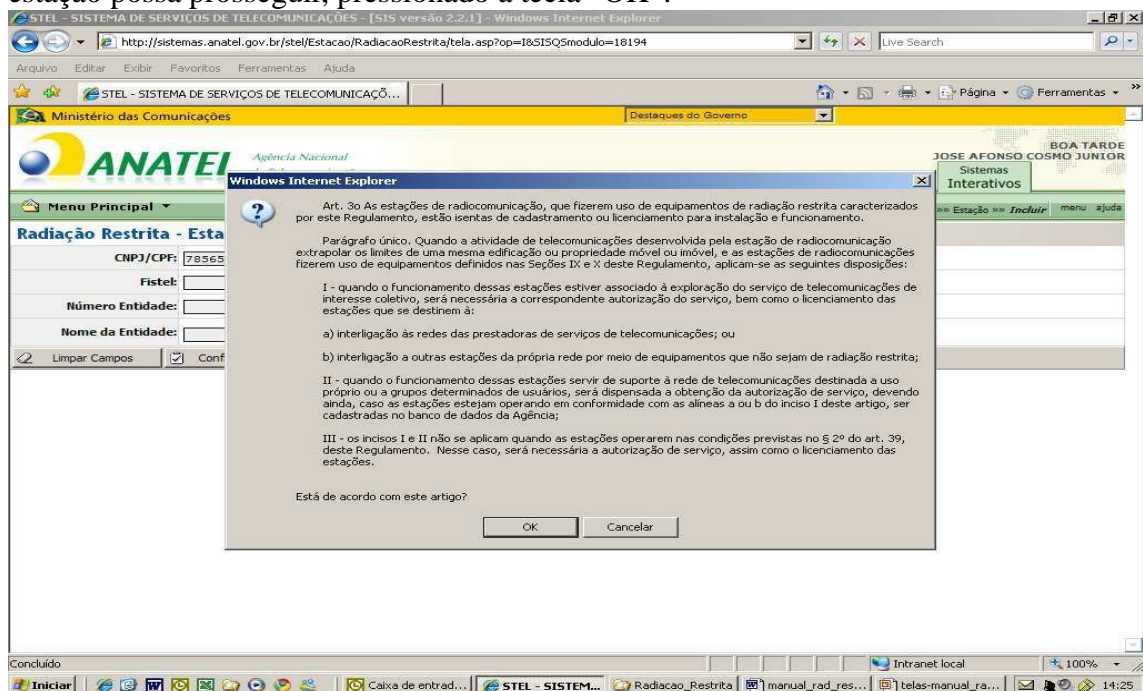 estação possa prosseguir, pressionado a tecla "OK".
STEL - SISTEMA DE SERVIÇOS DE TELECOMUNICAÇÕES - [SIS versão 2.2.1] - Windows Internet Explorer
http://sistemas.anatel.gov.br/stel/Estacao/RadiacaoRestrita/tela.asp?op=I&SISQSmodulo=18194
Live Search
Arquivo Editar Exibir Favoritos Ferramentas Ajuda
STEL - SISTEMA DE SERVIÇOS DE TELECOMUNICAÇÕ...
Página Ferramentas
Ministério das Comunicações
Destaques do Governo
ANATEL
Agência Nacional
BOA TARDE
JOSE AFONSO COSMO JUNIOR
Sistemas
Interativos
Menu Principal
»» Estação »» Incluir menu ajuda
Radiação Restrita - Esta
CNPJ/CPF: 78565
Fistel:
Número Entidade:
Nome da Entidade:
Limpar Campos Conf
Windows Internet Explorer
Art. 3o As estações de radiocomunicação, que fizerem uso de equipamentos de radiação restrita caracterizados
por este Regulamento, estão isentas de cadastramento ou licenciamento para instalação e funcionamento.
Parágrafo único. Quando a atividade de telecomunicações desenvolvida pela estação de radiocomunicação
extrapolar os limites de uma mesma edificação ou propriedade móvel ou imóvel, e as estações de radiocomunicações
fizerem uso de equipamentos definidos nas Seções IX e X deste Regulamento, aplicam-se as seguintes disposições:
I - quando o funcionamento dessas estações estiver associado à exploração do serviço de telecomunicações de
interesse coletivo, será necessária a correspondente autorização do serviço, bem como o licenciamento das
estações que se destinem à:
a) interligação às redes das prestadoras de serviços de telecomunicações; ou
b) interligação a outras estações da própria rede por meio de equipamentos que não sejam de radiação restrita;
II - quando o funcionamento dessas estações servir de suporte à rede de telecomunicações destinada a uso
próprio ou a grupos determinados de usuários, será dispensada a obtenção da autorização de serviço, devendo
ainda, caso as estações estejam operando em conformidade com as alíneas a ou b do inciso I deste artigo, ser
cadastradas no banco de dados da Agência;
III - os incisos I e II não se aplicam quando as estações operarem nas condições previstas no § 2º do art. 39,
deste Regulamento. Nesse caso, será necessária a autorização de serviço, assim como o licenciamento das
estações.
Está de acordo com este artigo?
OK Cancelar
Concluído
Intranet local
100%
Iniciar
Caixa de entrad...
STEL - SISTEM...
Radiacao_Restrita
manual_rad_res...
telas-manual_ra...
14:25